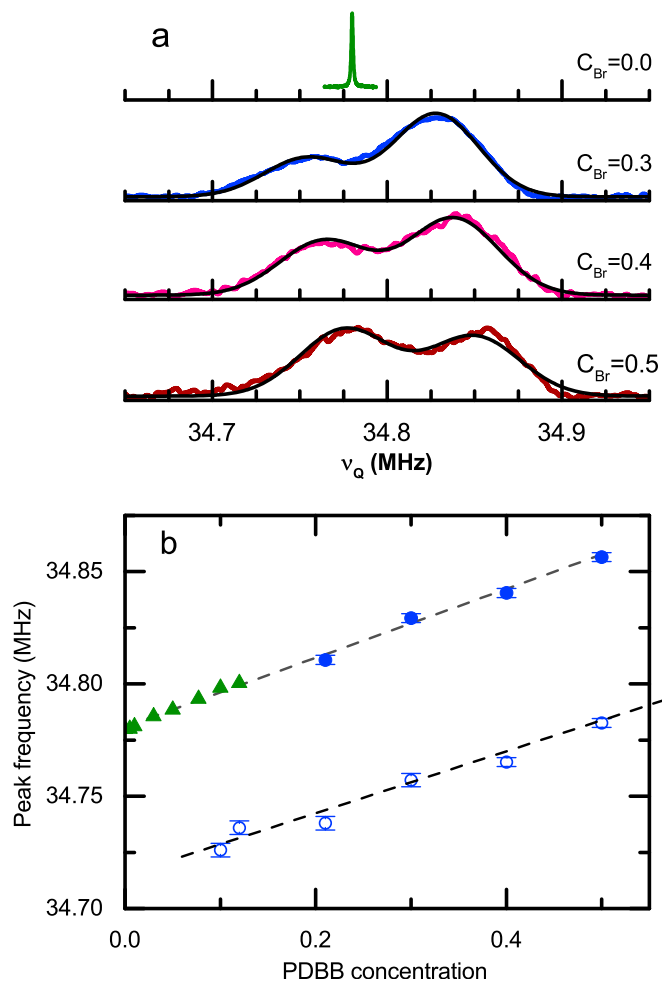 a
C_Br=0.0
C_Br=0.3
C_Br=0.4
C_Br=0.5
34.7 34.8 34.9
ν_Q (MHz)
b
34.85
34.80
34.75
34.70
Peak frequency (MHz)
0.0 0.2 0.4
PDBB concentration